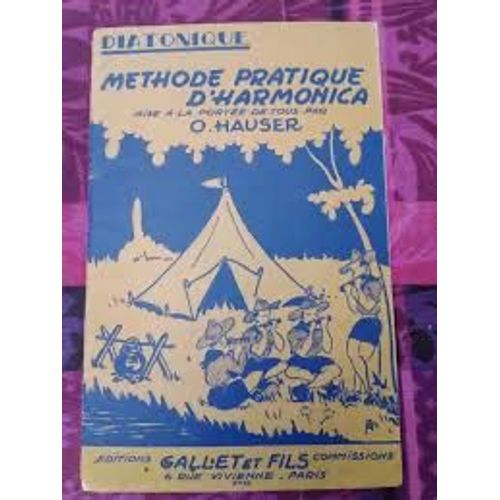 DIATONIQUE
METHODE PRATIQUE
D'HARMONICA
MISE A LA PORTÉE DE TOUS PAR
O. HAUSER
EDITIONS GALLET ET FILS COMMISSIONS
6 RUE VIVIENNE - PARIS